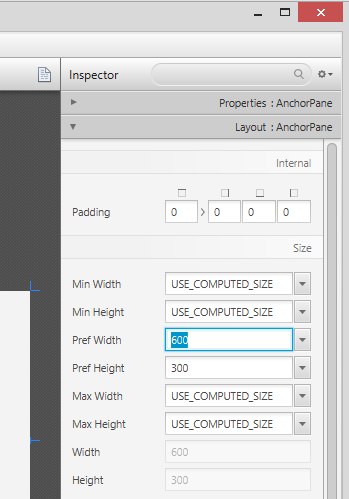 Inspector
Properties : AnchorPane
Layout : AnchorPane
Internal
Padding 0 0 0 0
Size
Min Width USE_COMPUTED_SIZE
Min Height USE_COMPUTED_SIZE
Pref Width 600
Pref Height 300
Max Width USE_COMPUTED_SIZE
Max Height USE_COMPUTED_SIZE
Width 600
Height 300